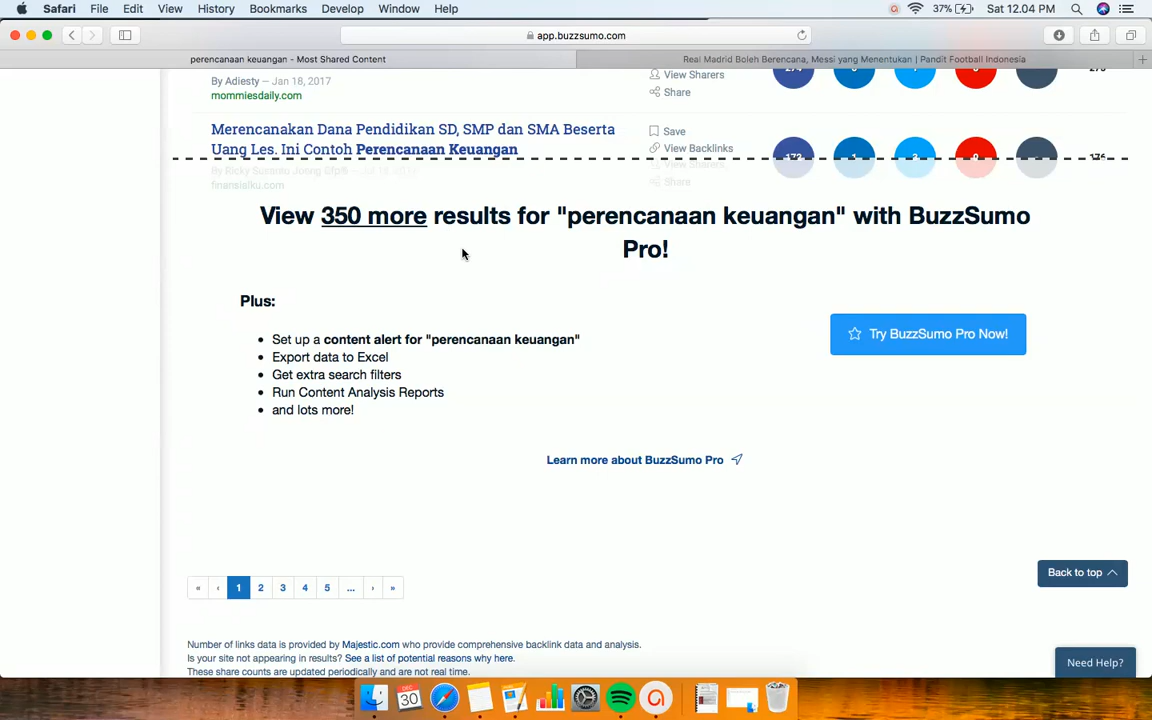 Safari File Edit View History Bookmarks Develop Window Help 37% Sat 12.04 PM
app.buzzsumo.com
perencanaan keuangan - Most Shared Content Real Madrid Boleh Berencana, Messi yang Menentukan | Pandit Football Indonesia
By Adiesty — Jan 18, 2017 View Sharers
mommiesdaily.com Share
Merencanakan Dana Pendidikan SD, SMP dan SMA Beserta Save
Uang Les. Ini Contoh Perencanaan Keuangan View Backlinks
View Sharers
finansialku.com Share
View 350 more results for "perencanaan keuangan" with BuzzSumo
Pro!
Plus:
Set up a content alert for "perencanaan keuangan"
Try BuzzSumo Pro Now!
Export data to Excel
Get extra search filters
Run Content Analysis Reports
and lots more!
Learn more about BuzzSumo Pro
« ‹ 1 2 3 4 5 ... › »
Back to top
Number of links data is provided by Majestic.com who provide comprehensive backlink data and analysis.
Is your site not appearing in results? See a list of potential reasons why here.
These share counts are updated periodically and are not real time.
Need Help?
DEC
30